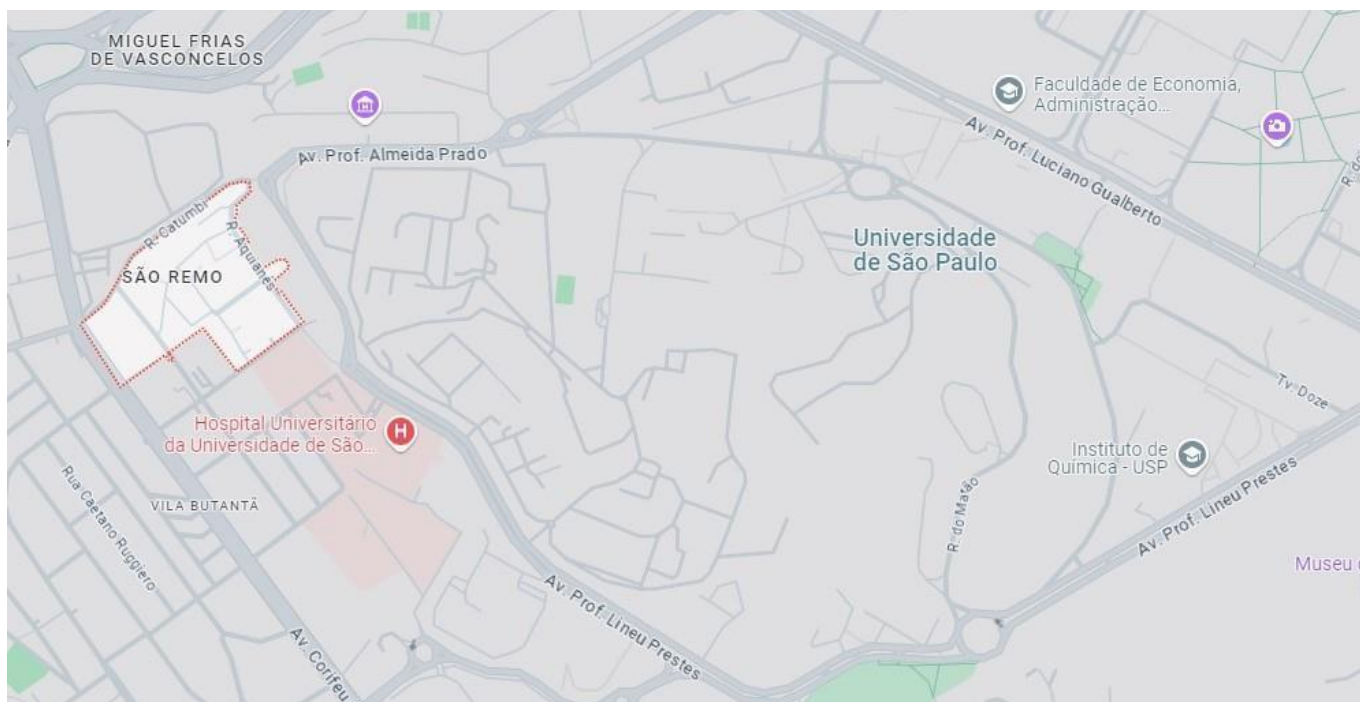 MIGUEL FRIAS
DE VASCONCELOS
Faculdade de Economia,
Administração...
Av. Prof. Almeida Prado
Av. Prof. Luciano Gualberto
R. do
R. Catumbi
R. Aquianés
SÃO REMO
Universidade
de São Paulo
Tv. Doze
Hospital Universitário
da Universidade de São...
H
Instituto de
Química - USP
Rua Caetano Ruggiero
VILA BUTANTÃ
R. do Matão
Av. Prof. Lineu Prestes
Museu
Av. Prof. Lineu Prestes
Av. Corifeu